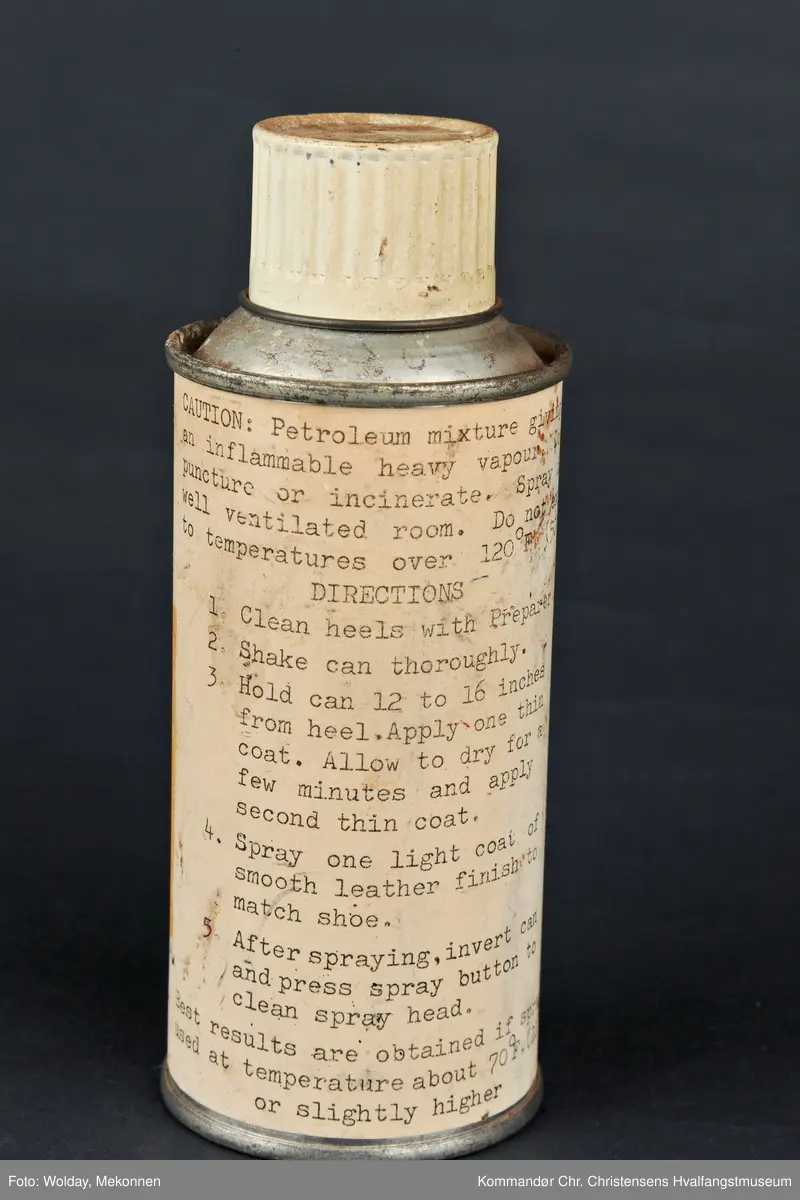 CAUTION: Petroleum mixture
an inflammable heavy vapour.
puncture or incinerate. Spray
well ventilated room. Do not
to temperatures over 120°F.
DIRECTIONS
1. Clean heels with Preparer
2. Shake can thoroughly.
3. Hold can 12 to 16 inches
from heel. Apply one thin
coat. Allow to dry for a
few minutes and apply
second thin coat.
4. Spray one light coat of
smooth leather finish to
match shoe.
5. After spraying, invert can
and press spray button to
clean spray head.
Best results are obtained if
used at temperature about 70°F.
or slightly higher
Foto: Wolday, Mekonnen
Kommandør Chr. Christensens Hvalfangstmuseum